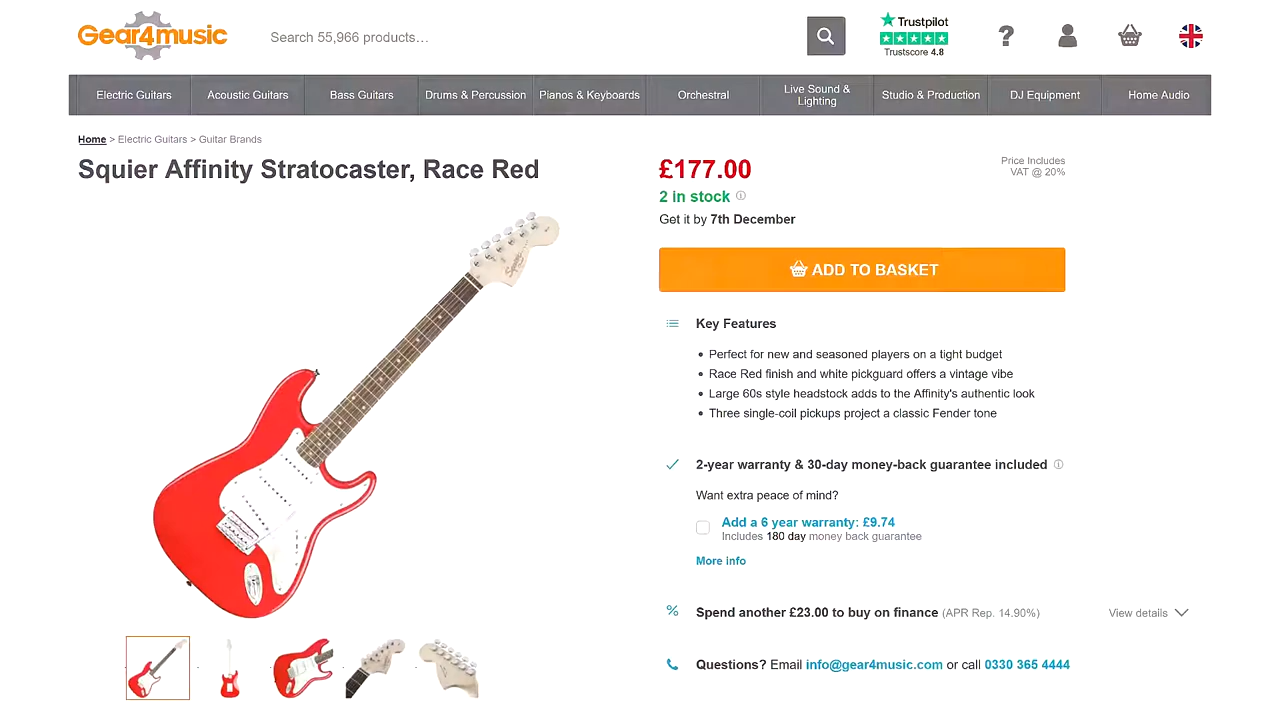 Gear4music
Search 55,966 products...
Trustpilot
Trustscore 4.8
Electric Guitars
Acoustic Guitars
Bass Guitars
Drums & Percussion
Pianos & Keyboards
Orchestral
Live Sound &
Lighting
Studio & Production
DJ Equipment
Home Audio
Home > Electric Guitars > Guitar Brands
Squier Affinity Stratocaster, Race Red
£177.00
Price Includes
VAT @ 20%
2 in stock
Get it by 7th December
ADD TO BASKET
Key Features
• Perfect for new and seasoned players on a tight budget
• Race Red finish and white pickguard offers a vintage vibe
• Large 60s style headstock adds to the Affinity's authentic look
• Three single-coil pickups project a classic Fender tone
2-year warranty & 30-day money-back guarantee included
Want extra peace of mind?
Add a 6 year warranty: £9.74
Includes 180 day money back guarantee
More info
% Spend another £23.00 to buy on finance (APR Rep. 14.90%)
View details
Questions? Email info@gear4music.com or call 0330 365 4444
Squier